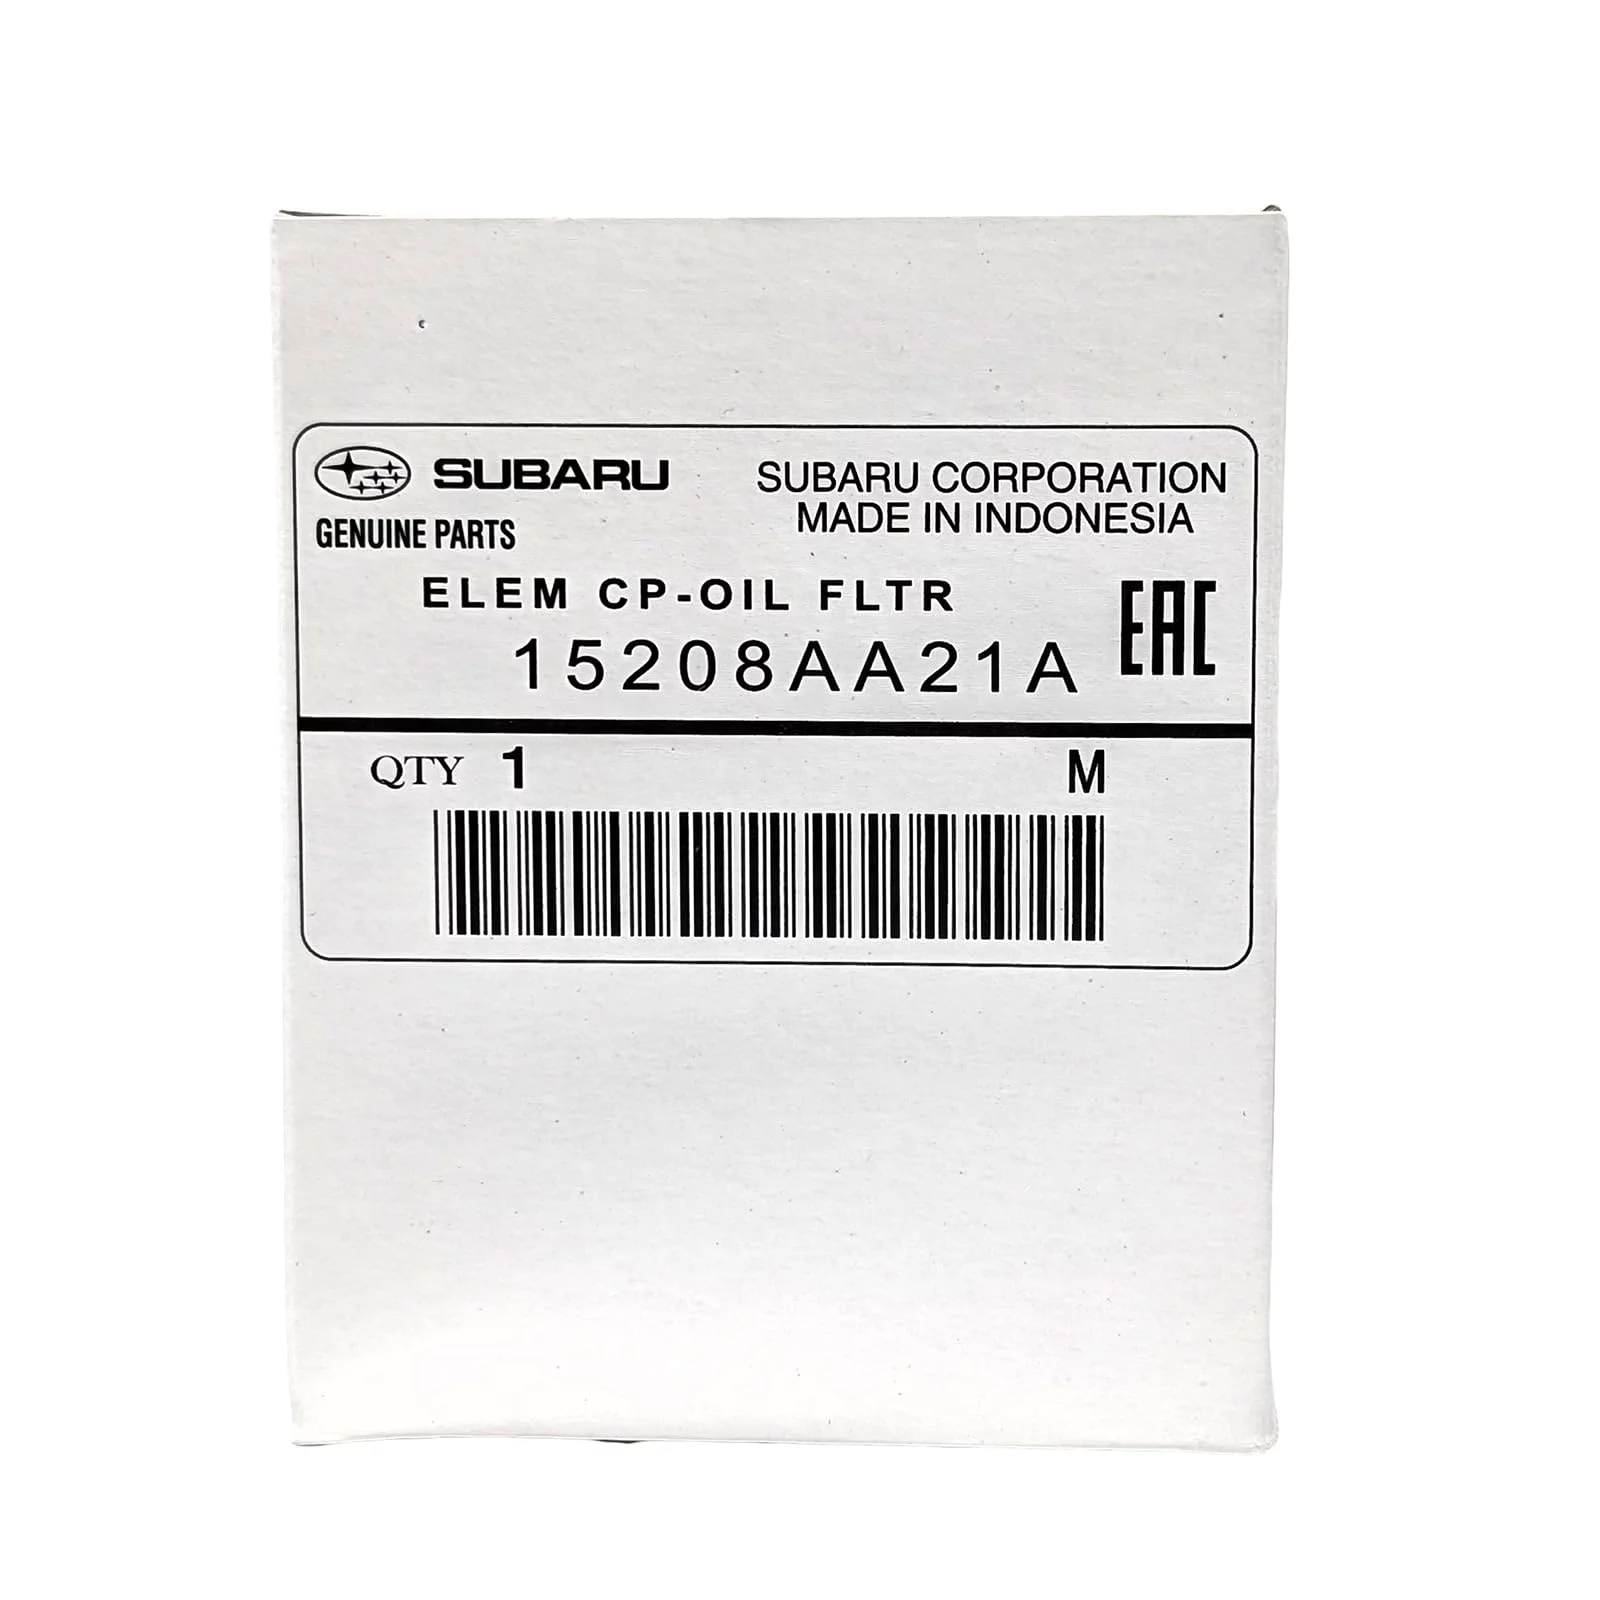 SUBARU
GENUINE PARTS
SUBARU CORPORATION
MADE IN INDONESIA
ELEM CP-OIL FLTR
15208AA21A
EAC
QTY 1
M